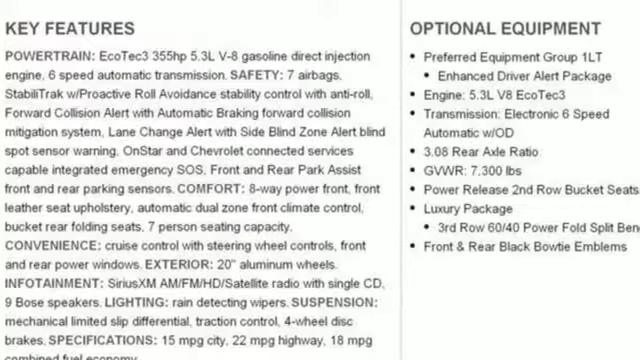 KEY FEATURES
POWERTRAIN: EcoTec3 355hp 5.3L V-8 gasoline direct injection
engine, 6 speed automatic transmission. SAFETY: 7 airbags,
StabiliTrak w/Proactive Roll Avoidance stability control with anti-roll,
Forward Collision Alert with Automatic Braking forward collision
mitigation system, Lane Change Alert with Side Blind Zone Alert blind
spot sensor warning, OnStar and Chevrolet connected services
capable integrated emergency SOS, Front and Rear Park Assist
front and rear parking sensors. COMFORT: 8-way power front, front
leather seat upholstery, automatic dual zone front climate control,
bucket rear folding seats, 7 person seating capacity.
CONVENIENCE: cruise control with steering wheel controls, front
and rear power windows. EXTERIOR: 20" aluminum wheels.
INFOTAINMENT: SiriusXM AM/FM/HD/Satellite radio with single CD,
9 Bose speakers. LIGHTING: rain detecting wipers. SUSPENSION:
mechanical limited slip differential, traction control, 4-wheel disc
brakes. SPECIFICATIONS: 15 mpg city, 22 mpg highway, 18 mpg
combined fuel economy
OPTIONAL EQUIPMENT
• Preferred Equipment Group 1LT
• Enhanced Driver Alert Package
• Engine: 5.3L V8 EcoTec3
• Transmission: Electronic 6 Speed
Automatic w/OD
• 3.08 Rear Axle Ratio
• GVWR: 7,300 lbs
• Power Release 2nd Row Bucket Seats
• Luxury Package
• 3rd Row 60/40 Power Fold Split Ben
• Front & Rear Black Bowtie Emblems